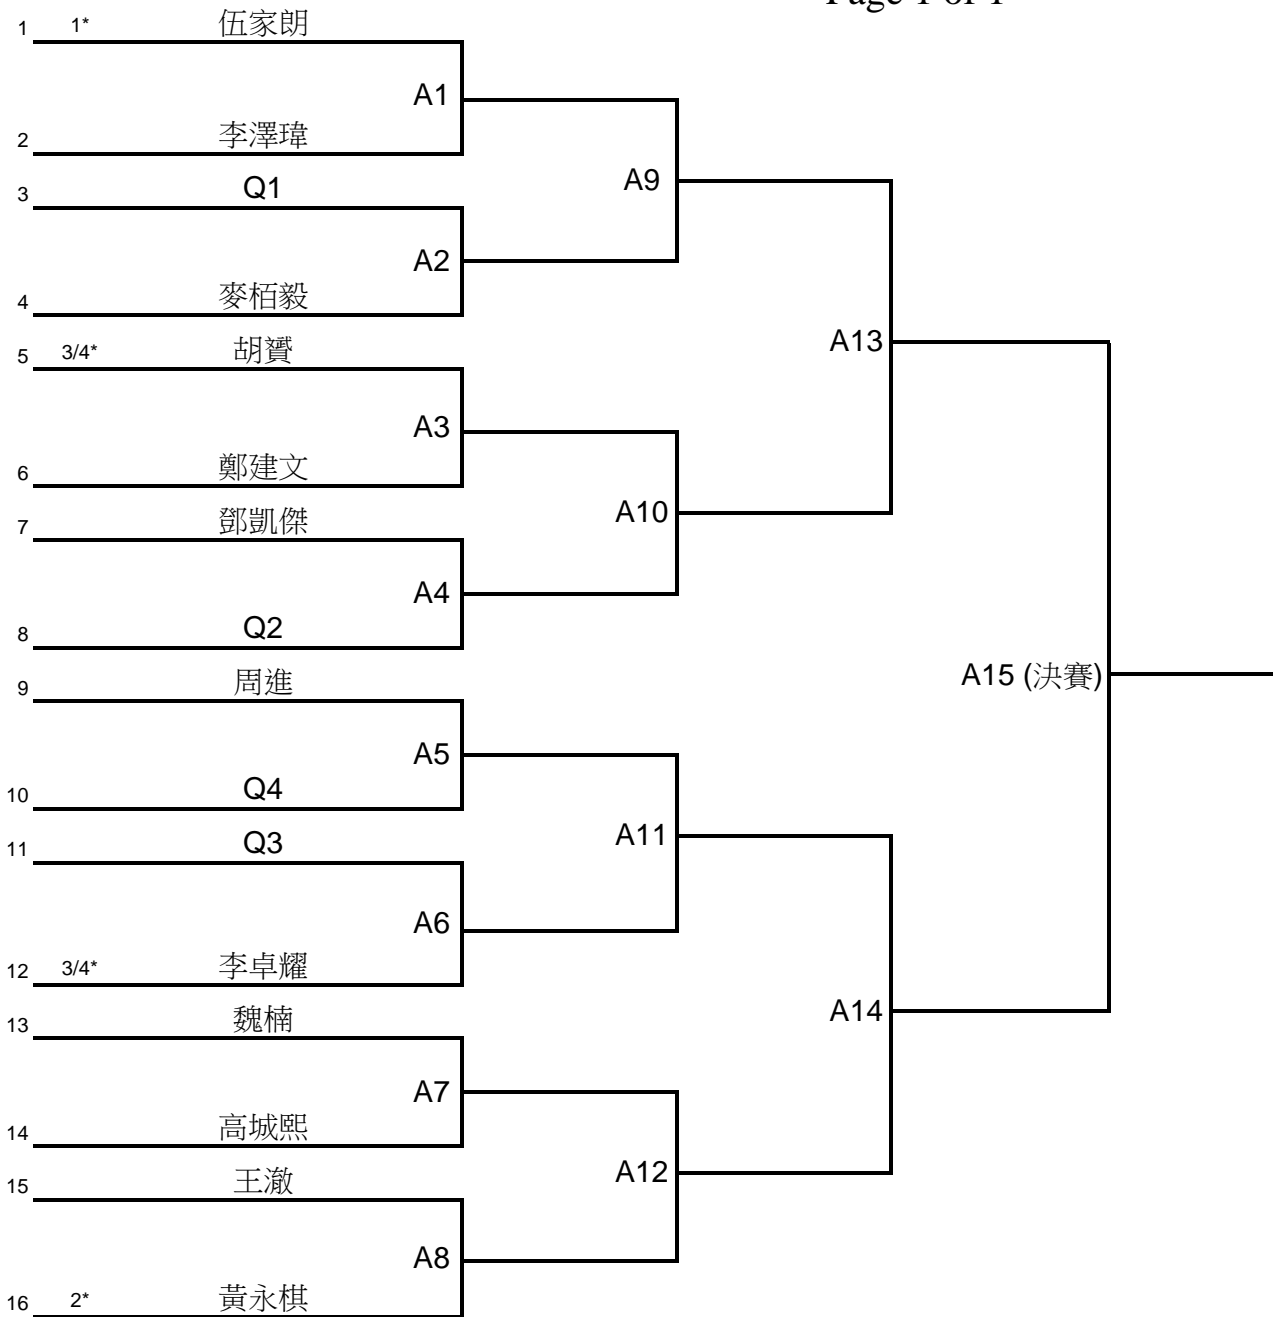 Page 1 of 1
1 1* 伍家朗
A1
2 李澤瑋
3 Q1
A9
A2
4 麥栢毅
5 3/4* 胡贇
A13
A3
6 鄭建文
7 鄧凱傑
A10
A4
8 Q2
9 周進
A15 (決賽)
A5
10 Q4
11 Q3
A11
A6
12 3/4* 李卓耀
13 魏楠
A14
A7
14 高城熙
15 王澈
A12
A8
16 2* 黃永棋